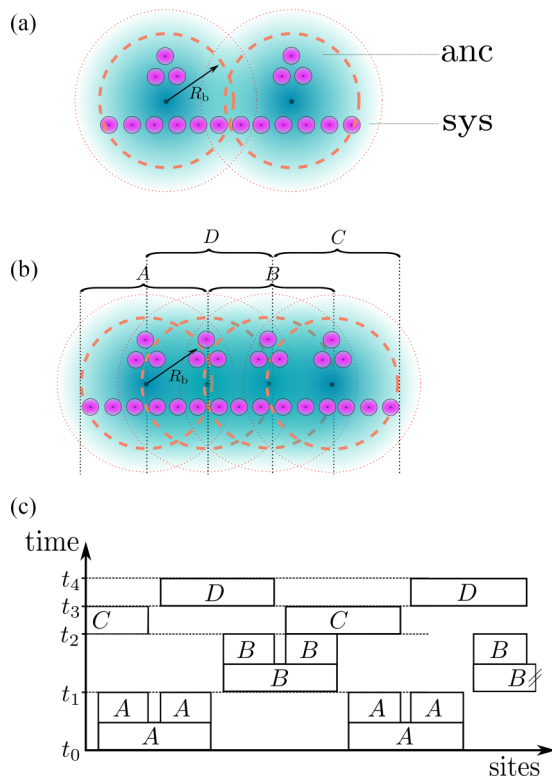 (a)
anc
R_b
sys
D C
(b) A B
R_b
(c)
time
t_4
D D
t_3
C C
t_2
B B B
B B
t_1
A A A A
A A
t_0
sites